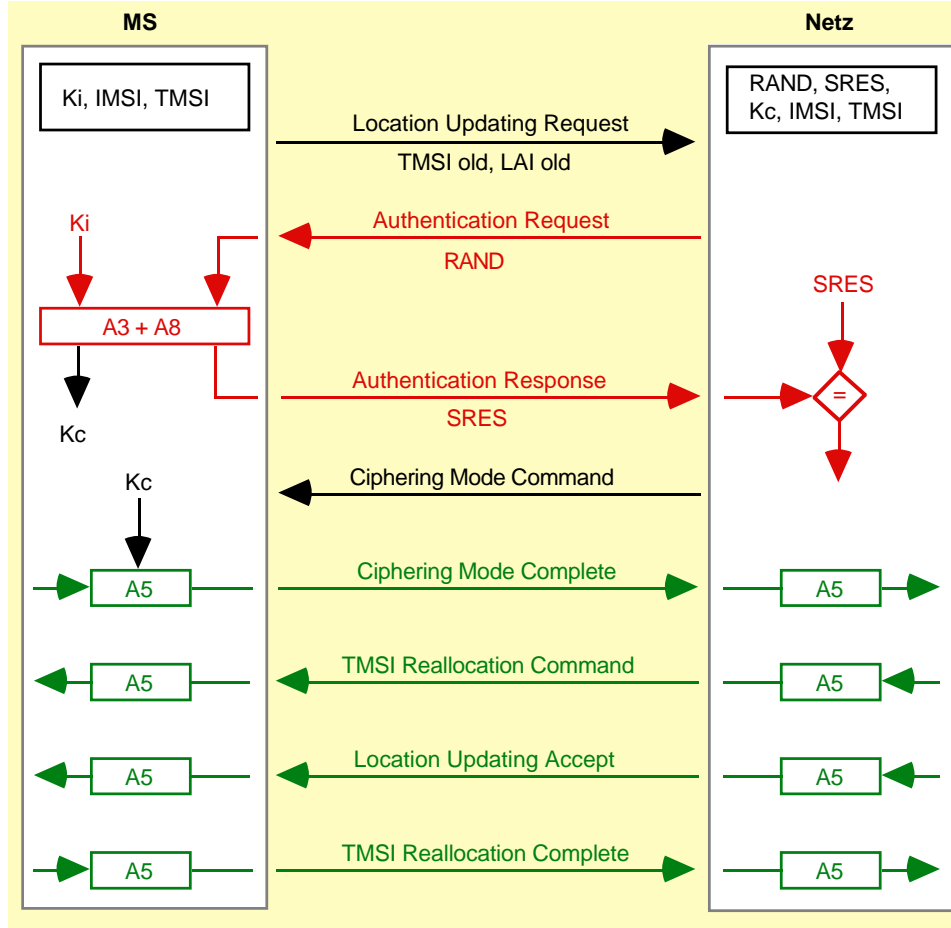 MS
Netz
Ki, IMSI, TMSI
RAND, SRES,
Kc, IMSI, TMSI
Location Updating Request
TMSI old, LAI old
Ki
Authentication Request
RAND
SRES
A3 + A8
Authentication Response
=
SRES
Kc
Ciphering Mode Command
Kc
Ciphering Mode Complete
A5
A5
TMSI Reallocation Command
A5
A5
Location Updating Accept
A5
A5
TMSI Reallocation Complete
A5
A5